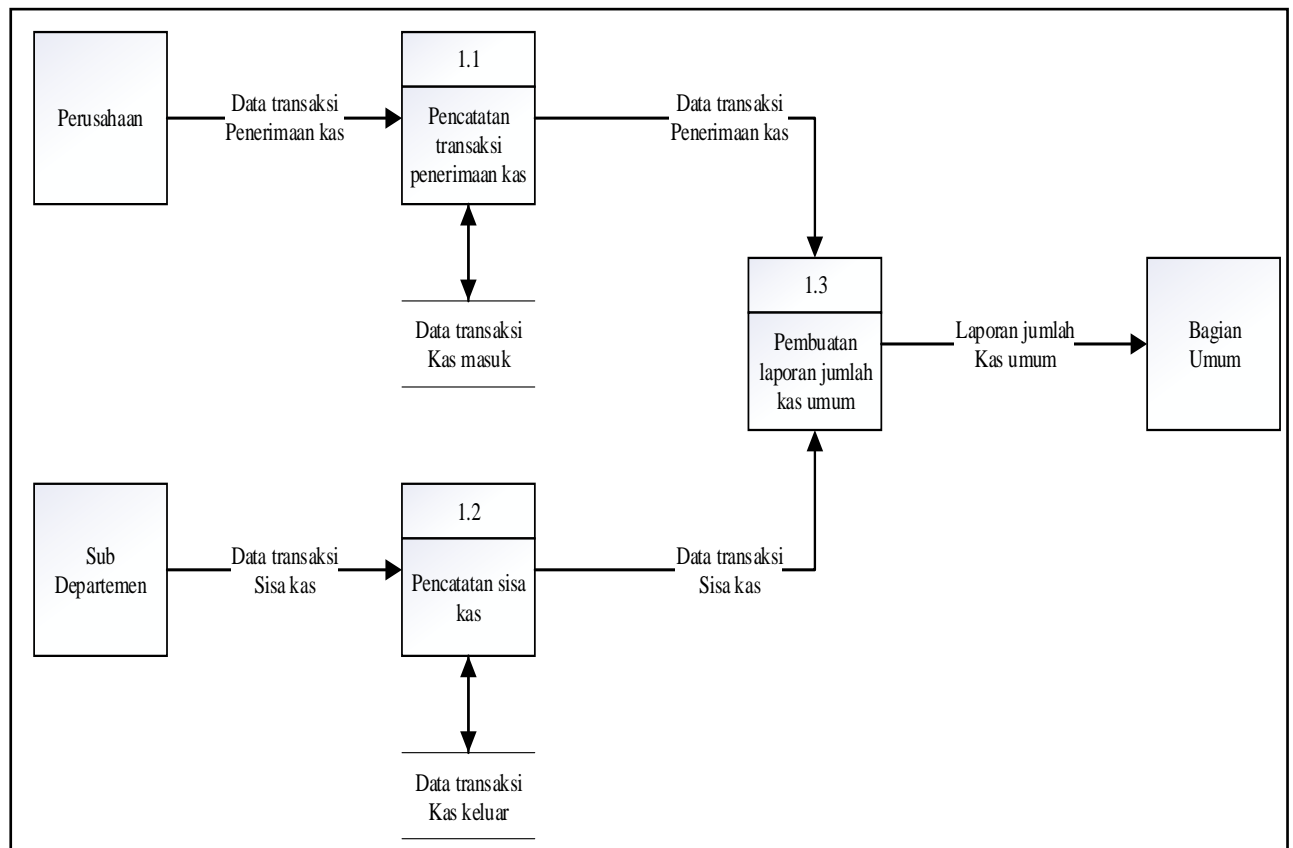 Perusahaan
Data transaksi
Penerimaan kas
1.1
Pencatatan
transaksi
penerimaan kas
Data transaksi
Penerimaan kas
Data transaksi
Kas masuk
1.3
Pembuatan
laporan jumlah
kas umum
Laporan jumlah
Kas umum
Bagian
Umum
Sub
Departemen
Data transaksi
Sisa kas
1.2
Pencatatan sisa
kas
Data transaksi
Sisa kas
Data transaksi
Kas keluar